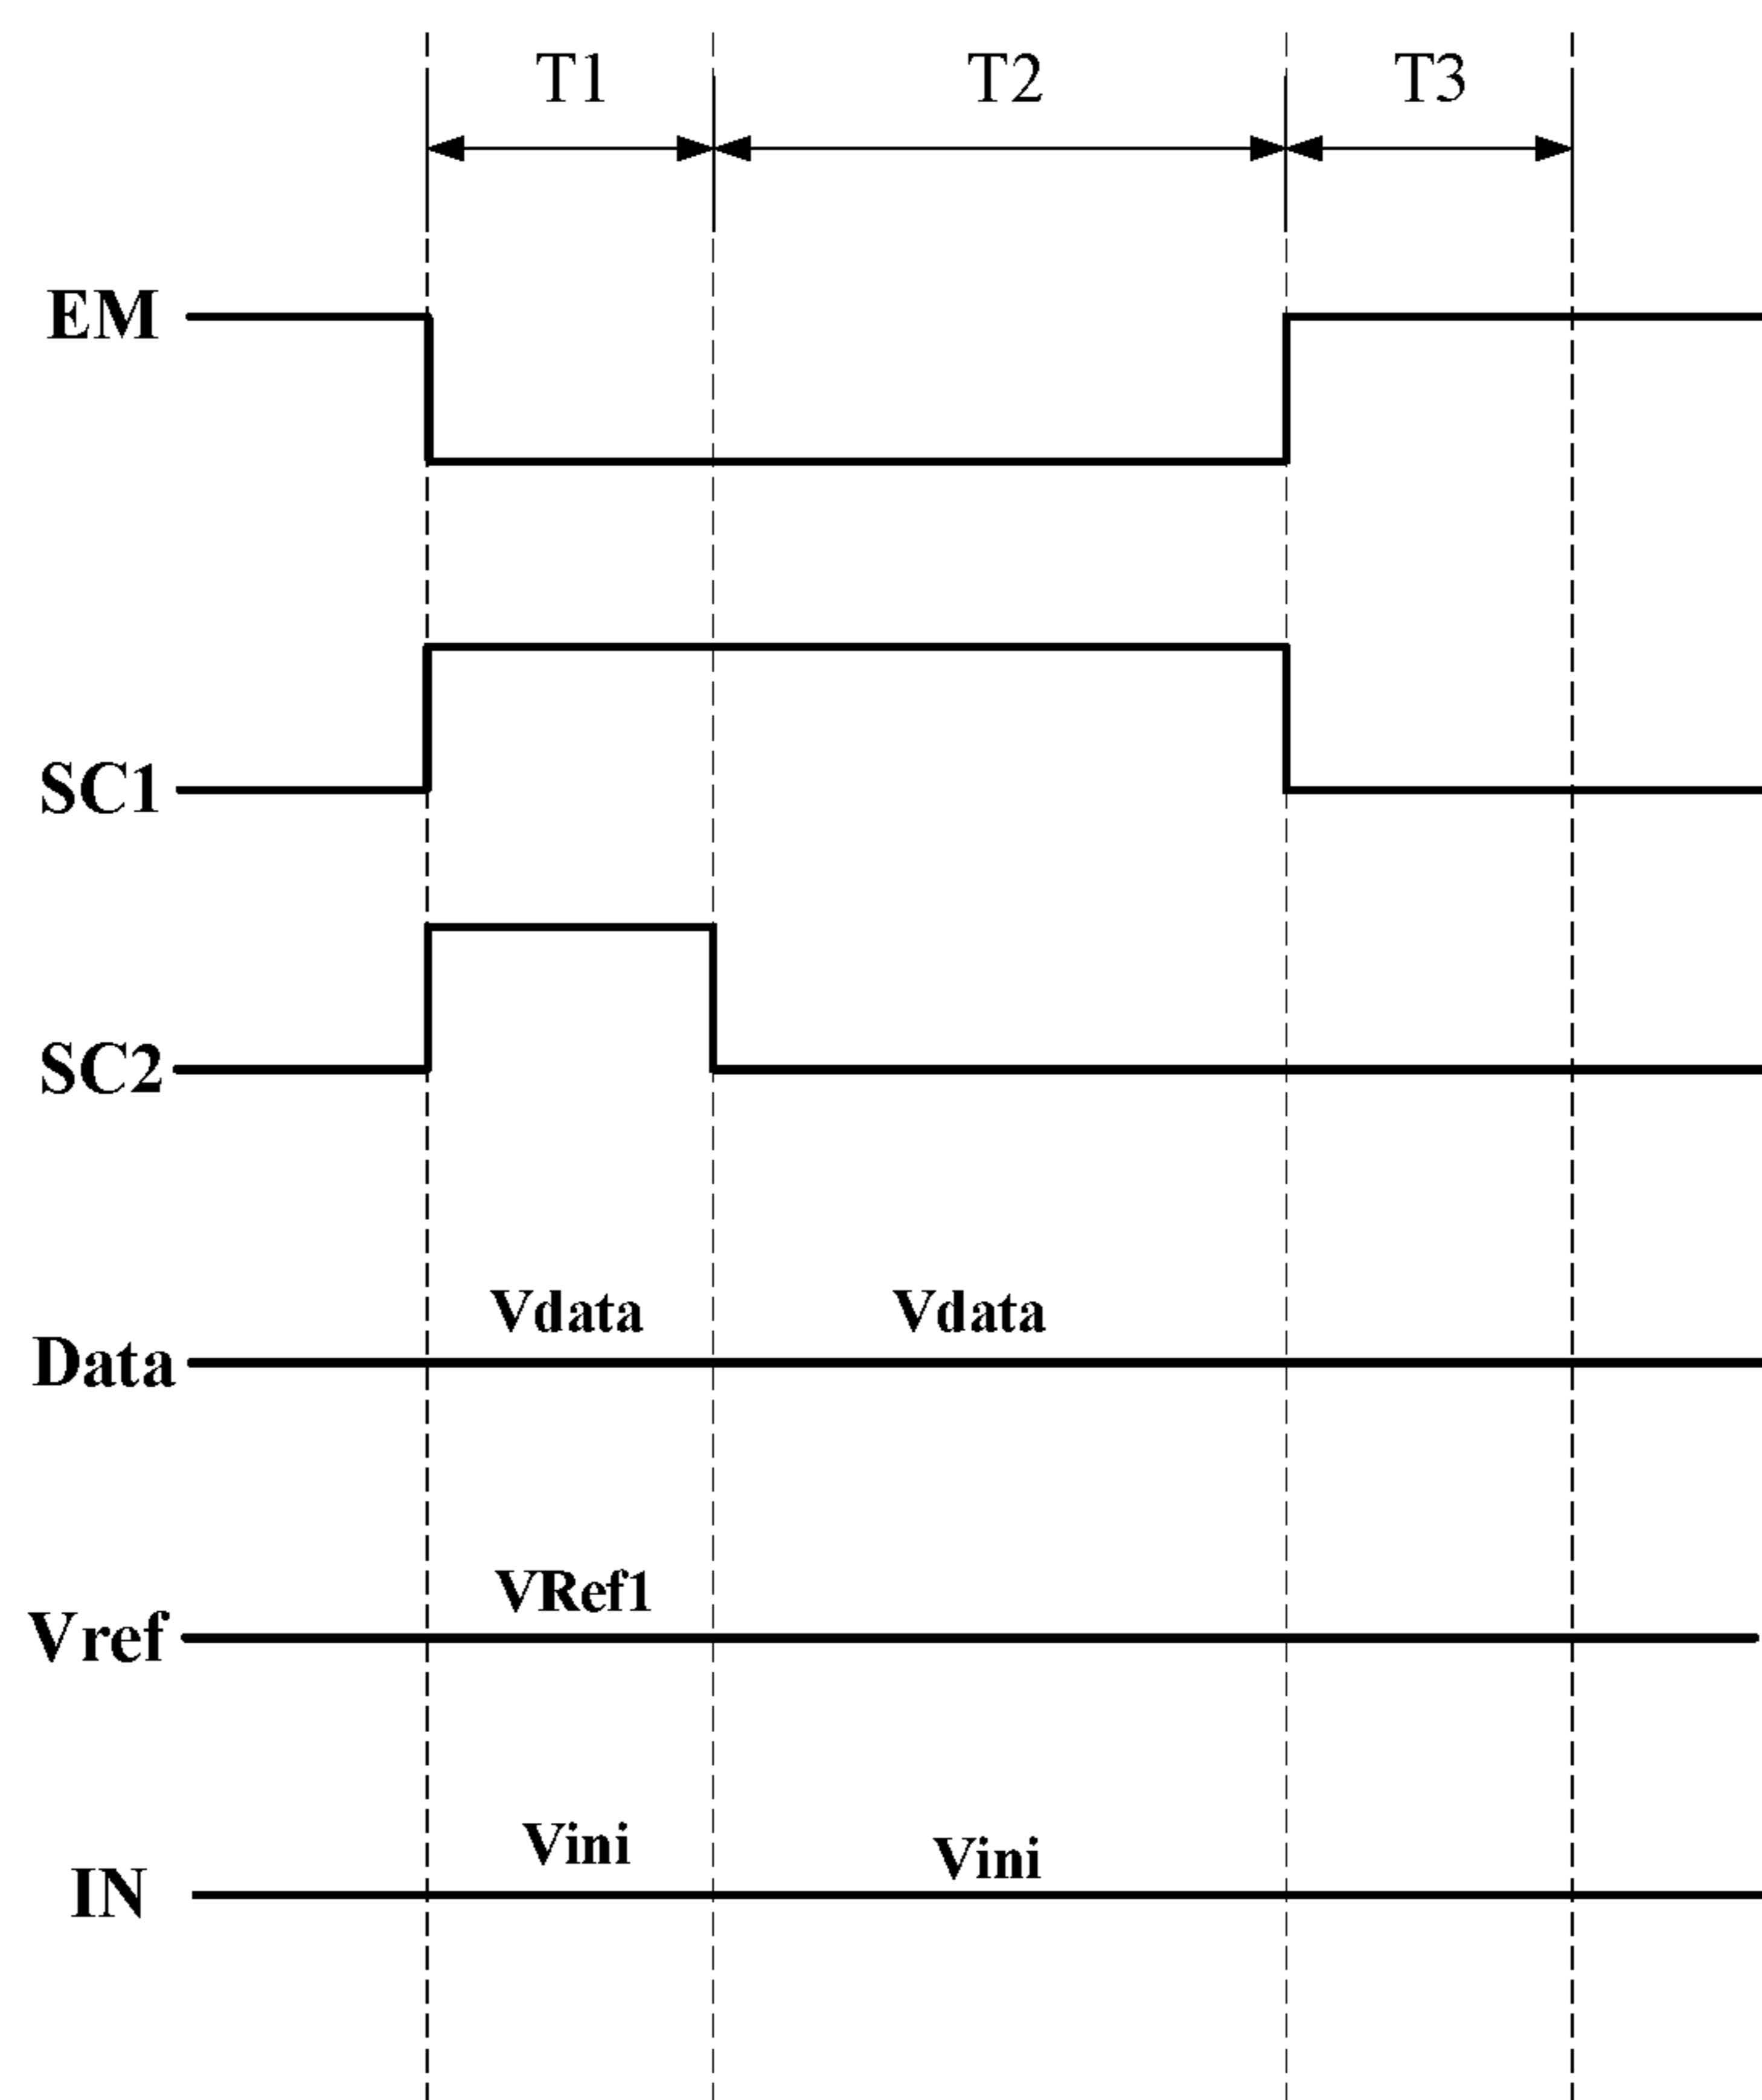 T1 T2 T3
EM
SC1
SC2
Vdata Vdata
Data
VRef1
Vref
Vini Vini
IN